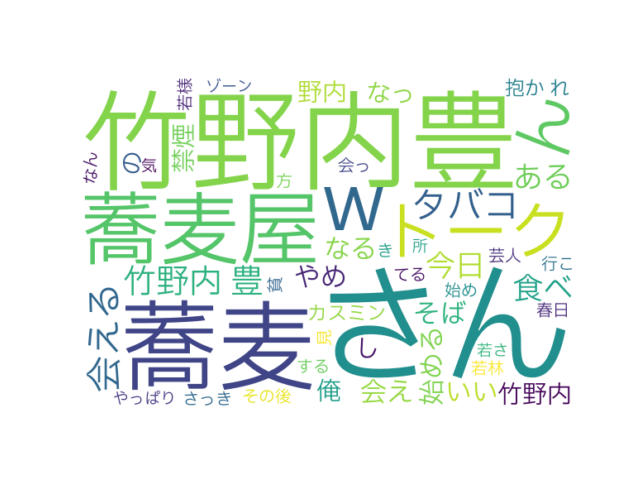 若様
ゾーン
野内
なっ
抱かれ
竹野内豊
ん
なん
の
気
禁煙
会っ
方
ある
蕎麦屋
w
タバコ
トーク
なる
き
所
今日
芸人
行こ
竹野内 豊
やめ
てる
始め
食べ
春日
会える
蕎麦
さん
カスミン
そば
貧
見
し
始める
若さ
若林
する
やっぱり
さっき
その後
俺
会え
いい
竹野内